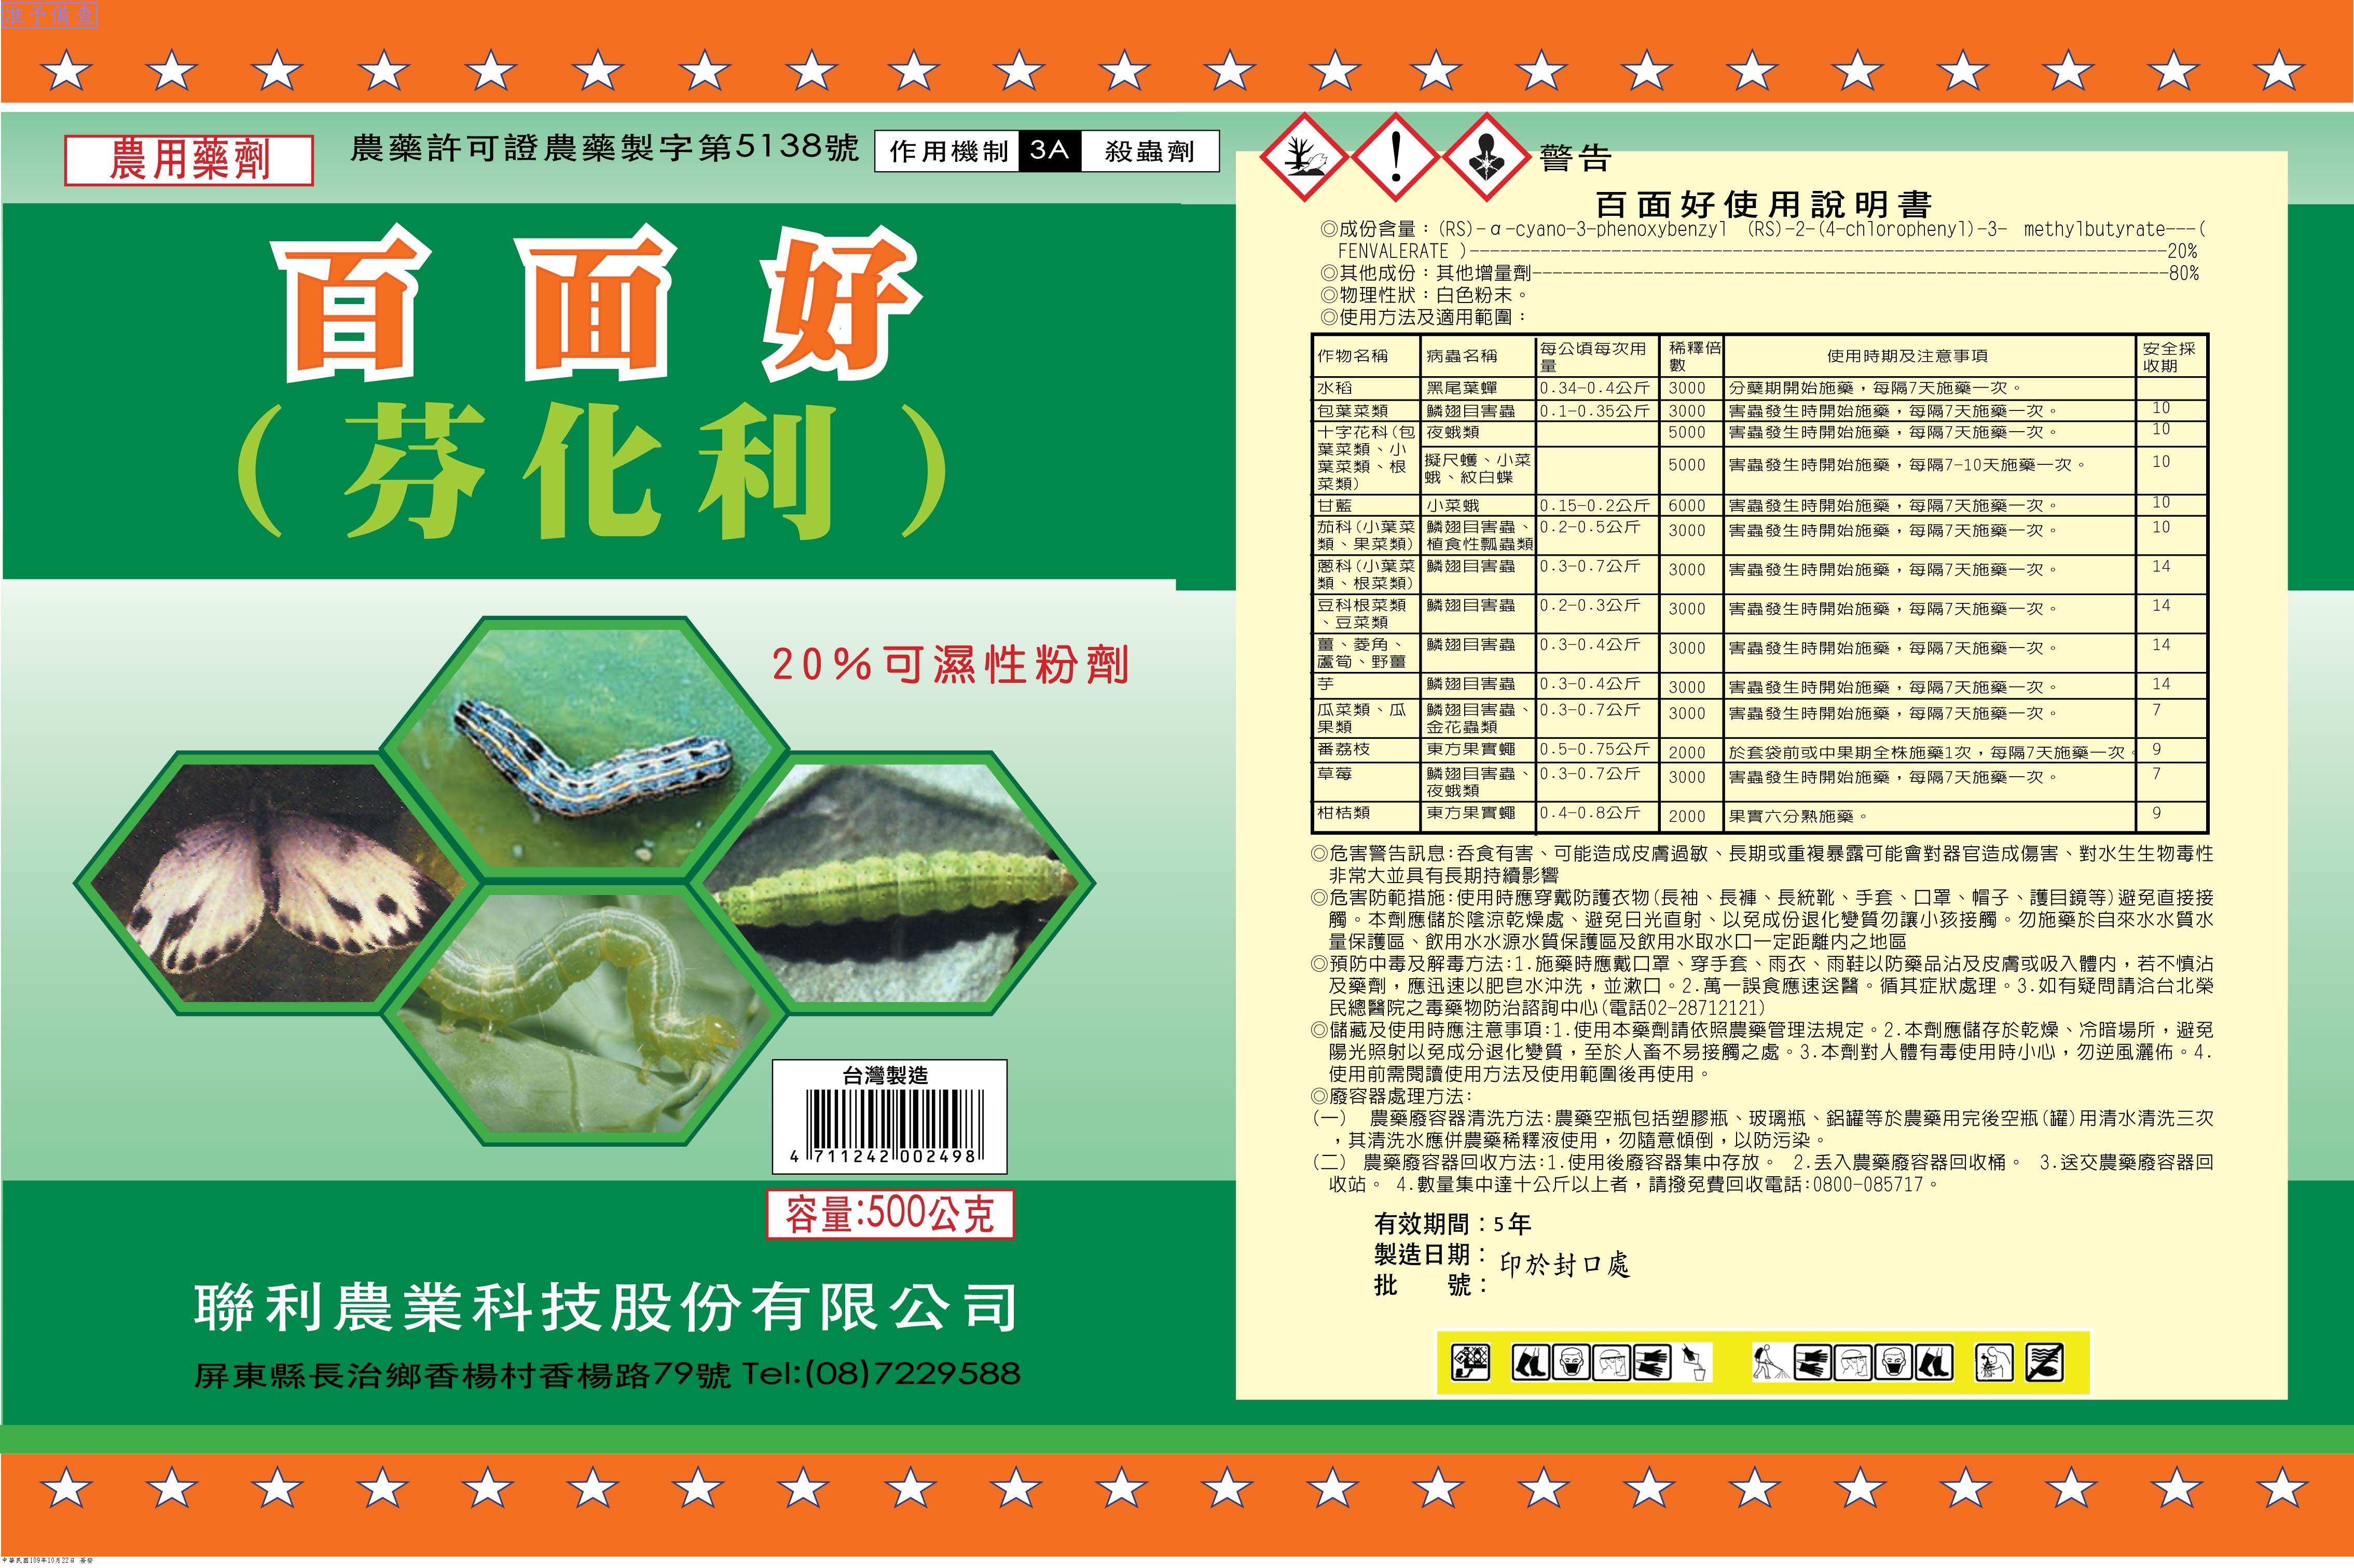 准予備查
農用藥劑
農藥許可證農藥製字第5138號
作用機制 3A 殺蟲劑
百面好
(芬化利)
20%可濕性粉劑
台灣製造
4 711242 002498
容量:500公克
聯利農業科技股份有限公司
屏東縣長治鄉香楊村香楊路79號 Tel:(08)7229588
警告
百面好使用說明書
◎成份含量：(RS)-α-cyano-3-phenoxybenzyl (RS)-2-(4-chlorophenyl)-3- methylbutyrate---(
FENVALERATE )---20%
◎其他成份：其他增量劑---80%
◎物理性狀：白色粉末。
◎使用方法及適用範圍：
作物名稱 病蟲名稱 每公頃每次用量 稀釋倍數 使用時期及注意事項 安全採收期
水稻 黑尾葉蟬 0.34-0.4公斤 3000 分蘗期開始施藥，每隔7天施藥一次。
包葉菜類 鱗翅目害蟲 0.1-0.35公斤 3000 害蟲發生時開始施藥，每隔7天施藥一次。 10
十字花科(包葉菜類、小葉菜類、根菜類) 夜蛾類 5000 害蟲發生時開始施藥，每隔7天施藥一次。 10
擬尺蠖、小菜蛾、紋白蝶 5000 害蟲發生時開始施藥，每隔7-10天施藥一次。 10
甘藍 小菜蛾 0.15-0.2公斤 6000 害蟲發生時開始施藥，每隔7天施藥一次。 10
茄科(小葉菜類、果菜類) 鱗翅目害蟲、植食性瓢蟲類 0.2-0.5公斤 3000 害蟲發生時開始施藥，每隔7天施藥一次。 10
蔥科(小葉菜類、根菜類) 鱗翅目害蟲 0.3-0.7公斤 3000 害蟲發生時開始施藥，每隔7天施藥一次。 14
豆科根菜類、豆菜類 鱗翅目害蟲 0.2-0.3公斤 3000 害蟲發生時開始施藥，每隔7天施藥一次。 14
薑、菱角、蘆筍、野薑 鱗翅目害蟲 0.3-0.4公斤 3000 害蟲發生時開始施藥，每隔7天施藥一次。 14
芋 鱗翅目害蟲 0.3-0.4公斤 3000 害蟲發生時開始施藥，每隔7天施藥一次。 14
瓜菜類、瓜果類 鱗翅目害蟲、金花蟲類 0.3-0.7公斤 3000 害蟲發生時開始施藥，每隔7天施藥一次。 7
番荔枝 東方果實蠅 0.5-0.75公斤 2000 於套袋前或中果期全株施藥1次，每隔7天施藥一次。 9
草莓 鱗翅目害蟲、夜蛾類 0.3-0.7公斤 3000 害蟲發生時開始施藥，每隔7天施藥一次。 7
柑桔類 東方果實蠅 0.4-0.8公斤 2000 果實六分熟施藥。 9
◎危害警告訊息:吞食有害、可能造成皮膚過敏、長期或重複暴露可能會對器官造成傷害、對水生生物毒性
非常大並具有長期持續影響
◎危害防範措施:使用時應穿戴防護衣物(長袖、長褲、長統靴、手套、口罩、帽子、護目鏡等)避免直接接
觸。本劑應儲於陰涼乾燥處、避免日光直射、以免成份退化變質勿讓小孩接觸。勿施藥於自來水水質水
量保護區、飲用水水源水質保護區及飲用水取水口一定距離內之地區
◎預防中毒及解毒方法:1.施藥時應戴口罩、穿手套、雨衣、雨鞋以防藥品沾及皮膚或吸入體內，若不慎沾
及藥劑，應迅速以肥皂水沖洗，並漱口。2.萬一誤食應速送醫。循其症狀處理。3.如有疑問請洽台北榮
民總醫院之毒藥物防治諮詢中心(電話02-28712121)
◎儲藏及使用時應注意事項:1.使用本藥劑請依照農藥管理法規定。2.本劑應儲存於乾燥、冷暗場所，避免
陽光照射以免成分退化變質，至於人畜不易接觸之處。3.本劑對人體有毒使用時小心，勿逆風灑佈。4.
使用前需閱讀使用方法及使用範圍後再使用。
◎廢容器處理方法:
(一) 農藥廢容器清洗方法:農藥空瓶包括塑膠瓶、玻璃瓶、鋁罐等於農藥用完後空瓶(罐)用清水清洗三次
，其清洗水應併農藥稀釋液使用，勿隨意傾倒，以防污染。
(二) 農藥廢容器回收方法:1.使用後廢容器集中存放。 2.丟入農藥廢容器回收桶。 3.送交農藥廢容器回
收站。 4.數量集中達十公斤以上者，請撥免費回收電話:0800-085717。
有效期間：5年
製造日期：印於封口處
批　　號：
中華民國109年10月22日 簽發